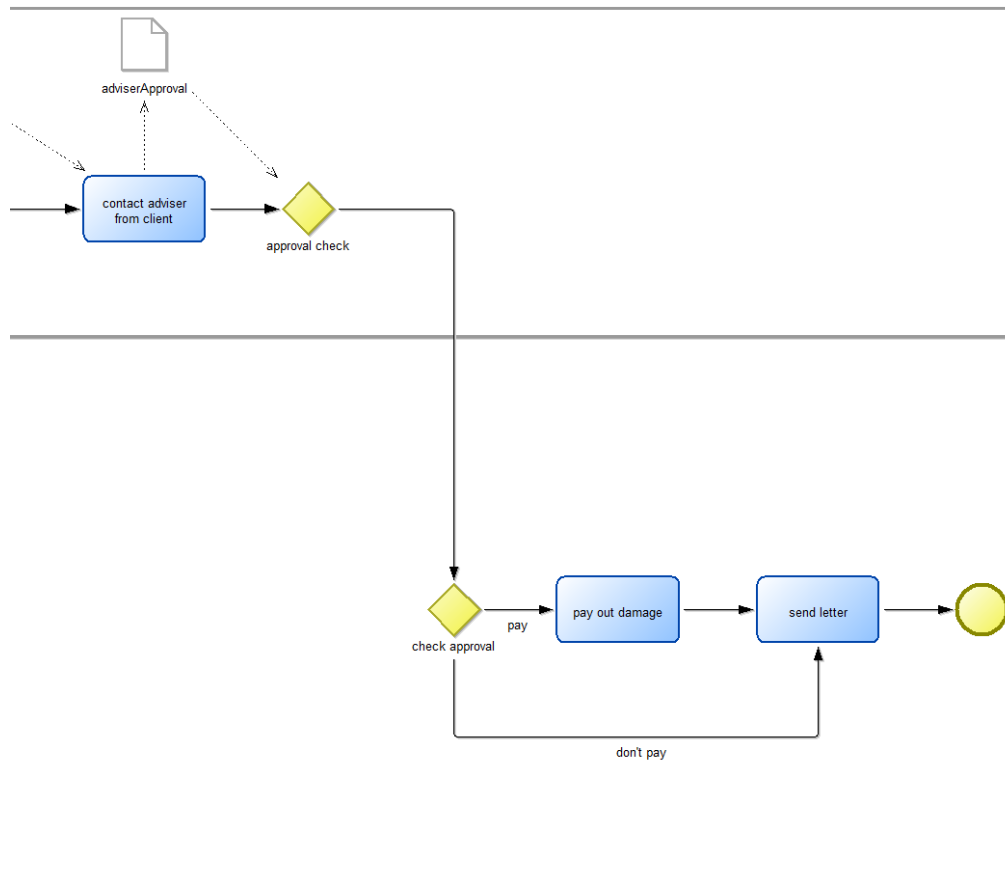 adviserApproval
contact adviser
from client
approval check
check approval
pay
pay out damage
send letter
don't pay